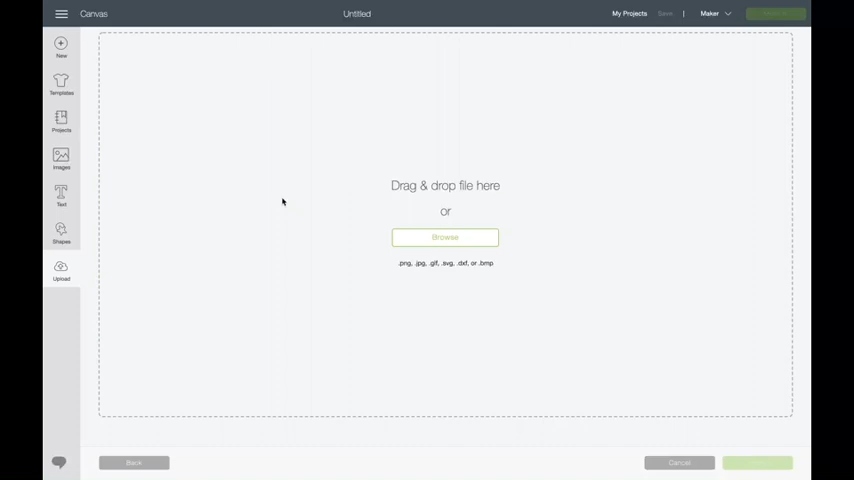 Canvas
Untitled
My Projects Save | Maker
New
Templates
Projects
Images
Text
Shapes
Upload
Drag & drop file here
or
Browse
.png, .jpg, .gif, .svg, .dxf, or .bmp
Back
Cancel